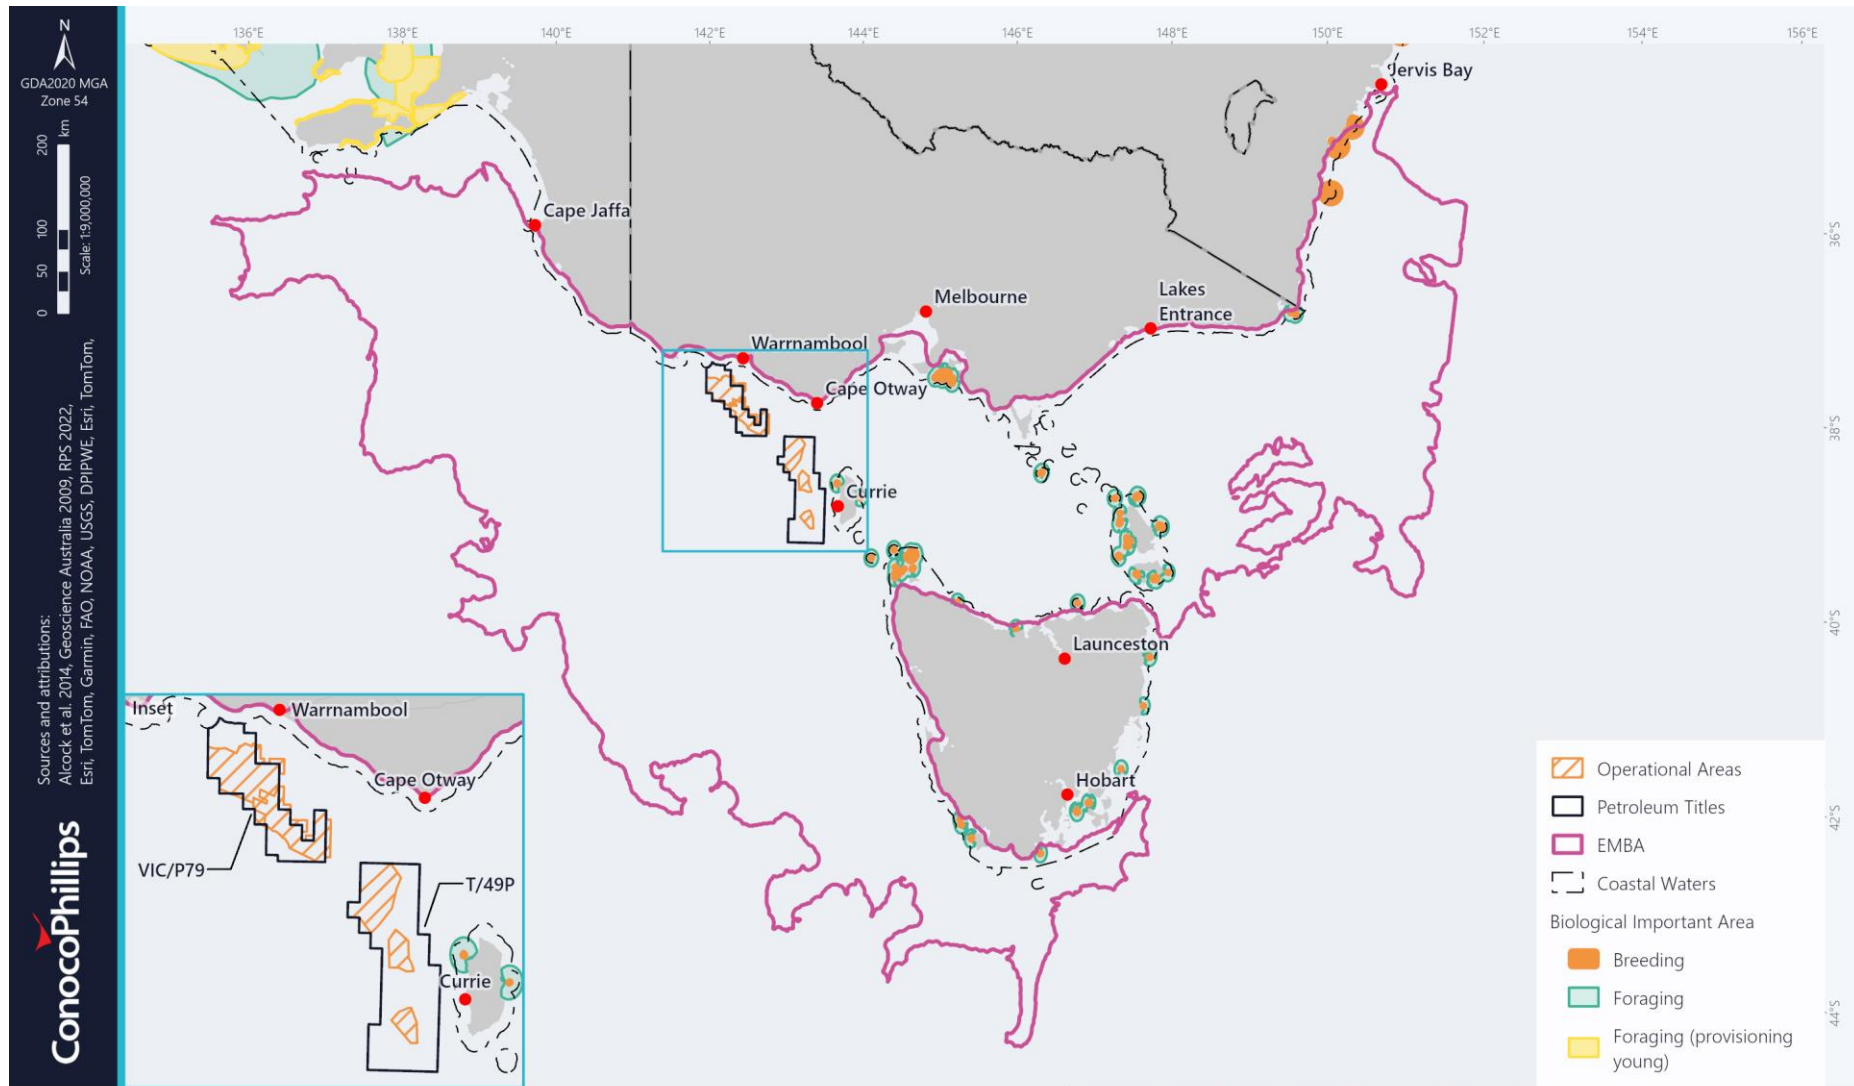 N
GDA2020 MGA
Zone 54
0 50 100 200
km
Scale: 1:9,000,000
Sources and attributions:
Alcock et al. 2014, Geoscience Australia 2009, RPS 2022,
Esri, TomTom, Garmin, FAO, NOAA, USGS, DPIPWE, Esri, TomTom,
ConocoPhillips
136°E 138°E 140°E 142°E 144°E 146°E 148°E 150°E 152°E 154°E 156°E
Jervis Bay
Cape Jaffa
36°S
Melbourne
Lakes
Entrance
Warrnambool
Cape Otway
38°S
Currie
40°S
Launceston
Hobart
42°S
44°S
Inset
Warrnambool
Cape Otway
VIC/P79
T/49P
Currie
Operational Areas
Petroleum Titles
EMBA
Coastal Waters
Biological Important Area
Breeding
Foraging
Foraging (provisioning
young)